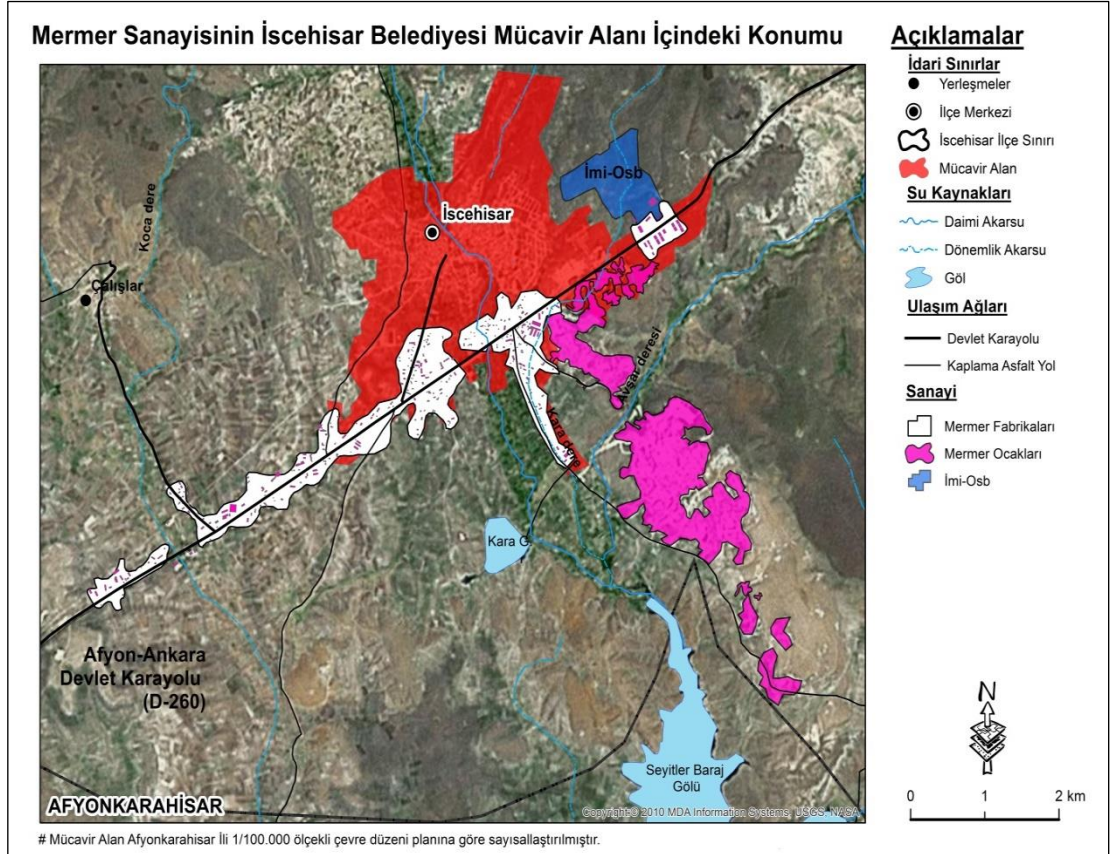 Mermer Sanayisinin İscehisar Belediyesi Mücavir Alanı İçindeki Konumu
Açıklamalar
İdari Sınırlar
Yerleşmeler
İlçe Merkezi
İscehisar İlçe Sınırı
Mücavir Alan
Su Kaynakları
Daimi Akarsu
Dönemlik Akarsu
Göl
Ulaşım Ağları
Devlet Karayolu
Kaplama Asfalt Yol
Sanayi
Mermer Fabrikaları
Mermer Ocakları
İmi-Osb
N
0 1 2 km
İmi-Osb
İscehisar
Koca dere
Çalışlar
Avşar deresi
Kara dere
Kara G.
Afyon-Ankara
Devlet Karayolu
(D-260)
Seyitler Baraj
Gölü
AFYONKARAHİSAR
Copyright:© 2010 MDA Information Systems, USGS, NASA
# Mücavir Alan Afyonkarahisar İli 1/100.000 ölçekli çevre düzeni planına göre sayısallaştırılmıştır.